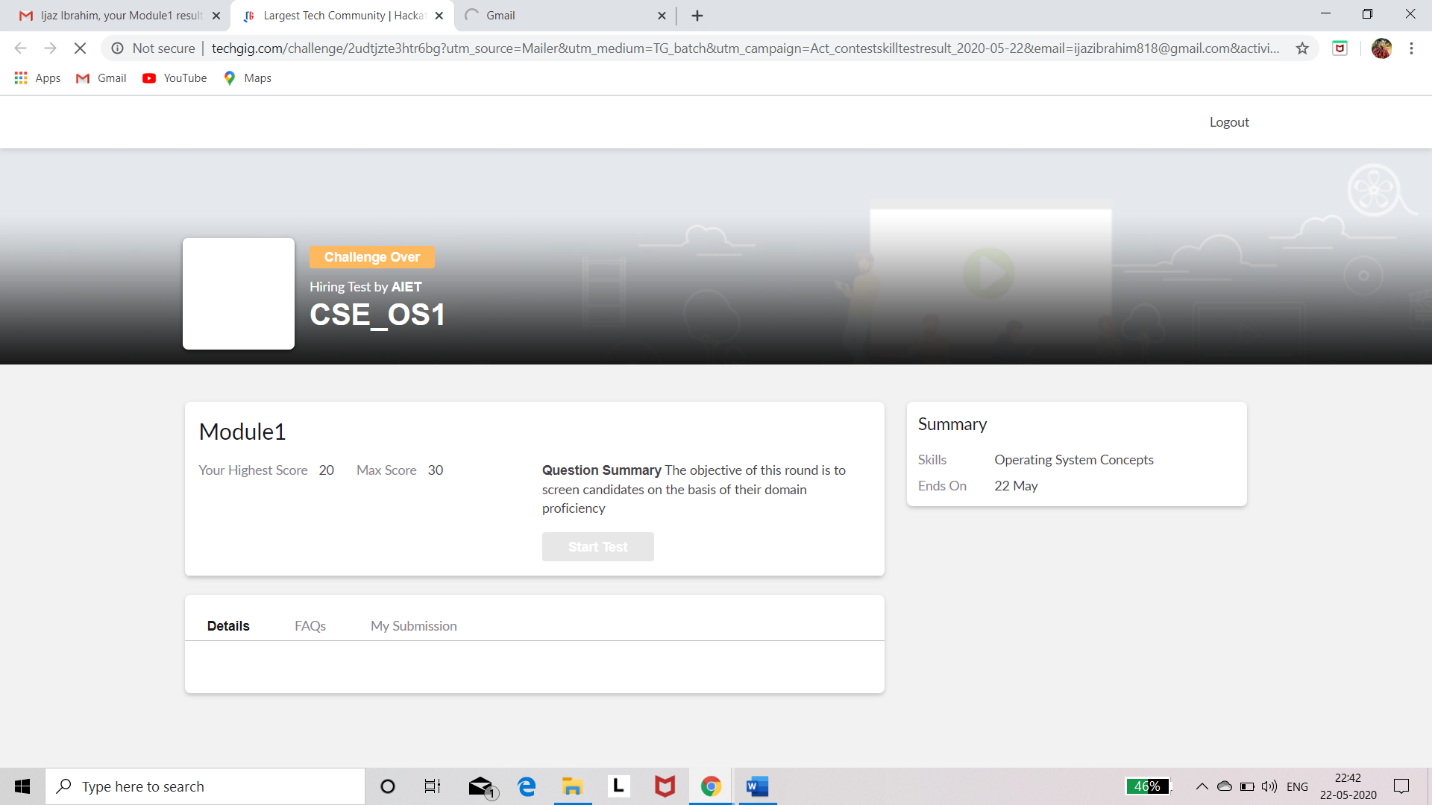 Ijaz Ibrahim, your Module1 result
Largest Tech Community | Hacka
Gmail
Not secure | techgig.com/challenge/2udtjzte3htr6bg?utm_source=Mailer&utm_medium=TG_batch&utm_campaign=Act_contestskilltestresult_2020-05-22&email=ijazibrahim818@gmail.com&activi...
Apps Gmail YouTube Maps
Logout
Challenge Over
Hiring Test by AIET
CSE_OS1
Module1
Your Highest Score 20 Max Score 30
Question Summary The objective of this round is to
screen candidates on the basis of their domain
proficiency
Start Test
Summary
Skills Operating System Concepts
Ends On 22 May
Details FAQs My Submission
Type here to search
1
L
W
46%
ENG
22:42
22-05-2020